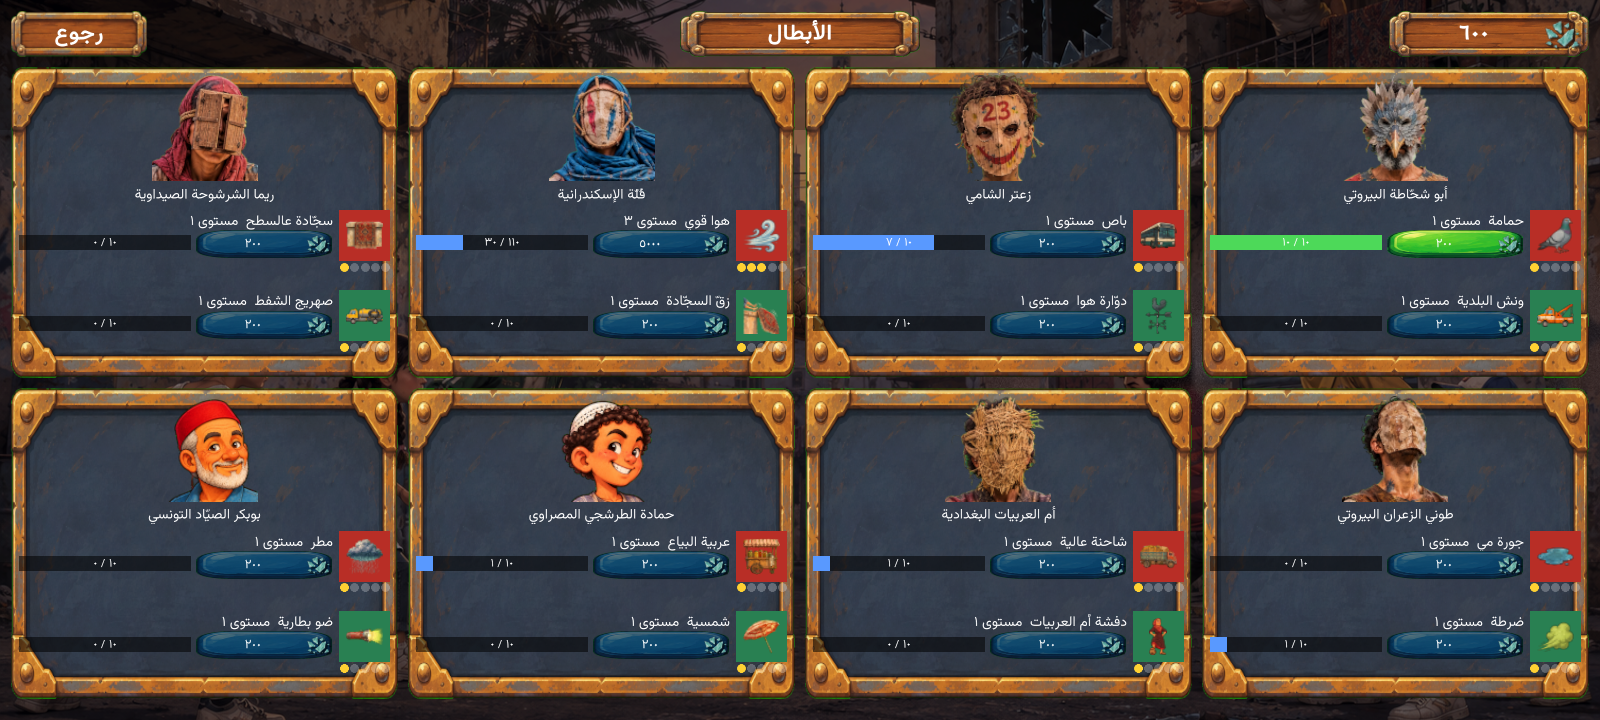 ٦٠٠
الأبطال
رجوع
أبو شحّاطة البيروتي
حمامة مستوى ١
٢٠٠
١٠ / ١٠
ونش البلدية مستوى ١
٢٠٠
٠ / ١٠
زعتر الشامي
23
باص مستوى ١
٢٠٠
٧ / ١٠
دوّارة هوا مستوى ١
٢٠٠
٠ / ١٠
قلّة الإسكندرانية
هوا قوي مستوى ٣
٥٠٠٠
٣٠ / ١١٠
زقّ السجّادة مستوى ١
٢٠٠
٠ / ١٠
ريما الشرشوحة الصيداوية
سجّادة عالسطح مستوى ١
٢٠٠
٠ / ١٠
صهريج الشفط مستوى ١
٢٠٠
٠ / ١٠
طوني الزعران البيروتي
جورة مي مستوى ١
٢٠٠
٠ / ١٠
ضرطة مستوى ١
٢٠٠
١ / ١٠
أم العربيات البغدادية
شاحنة عالية مستوى ١
٢٠٠
١ / ١٠
دفشة أم العربيات مستوى ١
٢٠٠
٠ / ١٠
حمادة الطرشجي المصراوي
عربية البياع مستوى ١
٢٠٠
١ / ١٠
شمسية مستوى ١
٢٠٠
٠ / ١٠
بوبكر الصيّاد التونسي
مطر مستوى ١
٢٠٠
٠ / ١٠
ضو بطارية مستوى ١
٢٠٠
٠ / ١٠